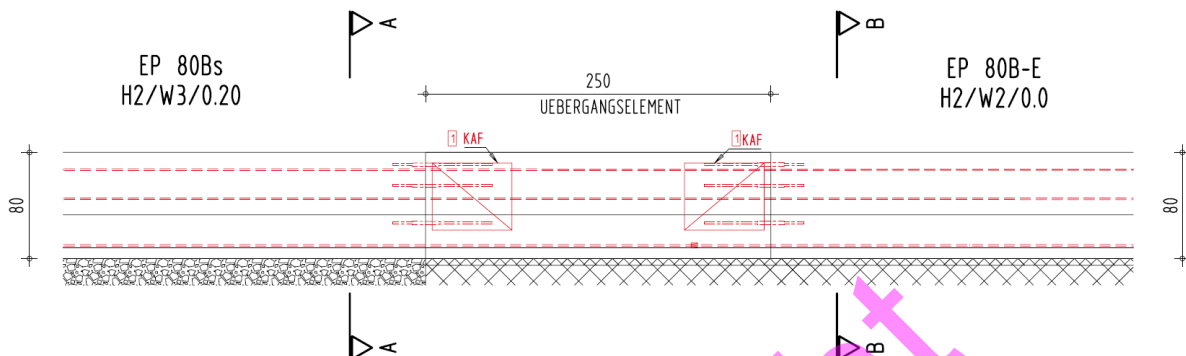 A
B
EP 80Bs
H2/W3/0.20
250
UEBERGANGSELEMENT
EP 80B-E
H2/W2/0.0
1 KAF
1 KAF
80
80
A
B